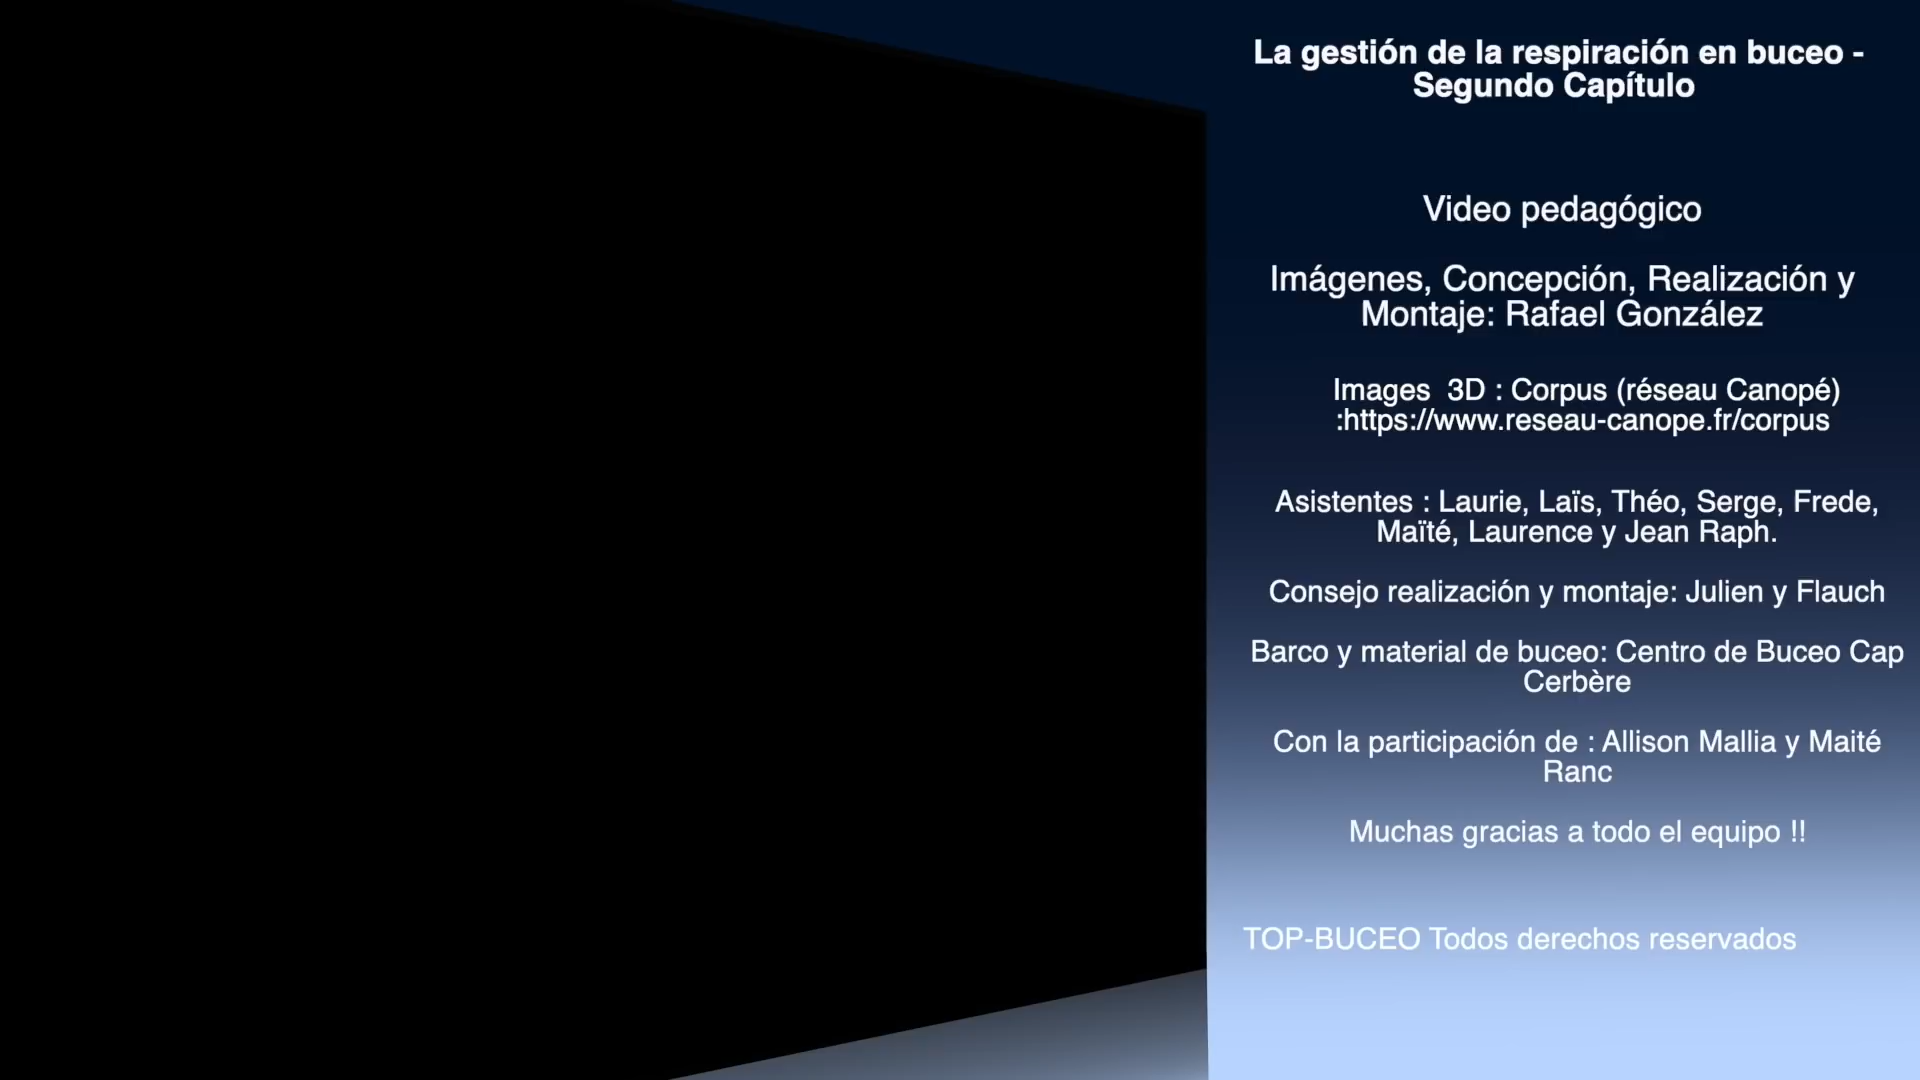 La gestión de la respiración en buceo -
Segundo Capítulo
Video pedagógico
Imágenes, Concepción, Realización y
Montaje: Rafael González
Images  3D : Corpus (réseau Canopé)
:https://www.reseau-canope.fr/corpus
Asistentes : Laurie, Laïs, Théo, Serge, Frede,
Maïté, Laurence y Jean Raph.
Consejo realización y montaje: Julien y Flauch
Barco y material de buceo: Centro de Buceo Cap
Cerbère
Con la participación de : Allison Mallia y Maité
Ranc
Muchas gracias a todo el equipo !!
TOP-BUCEO Todos derechos reservados